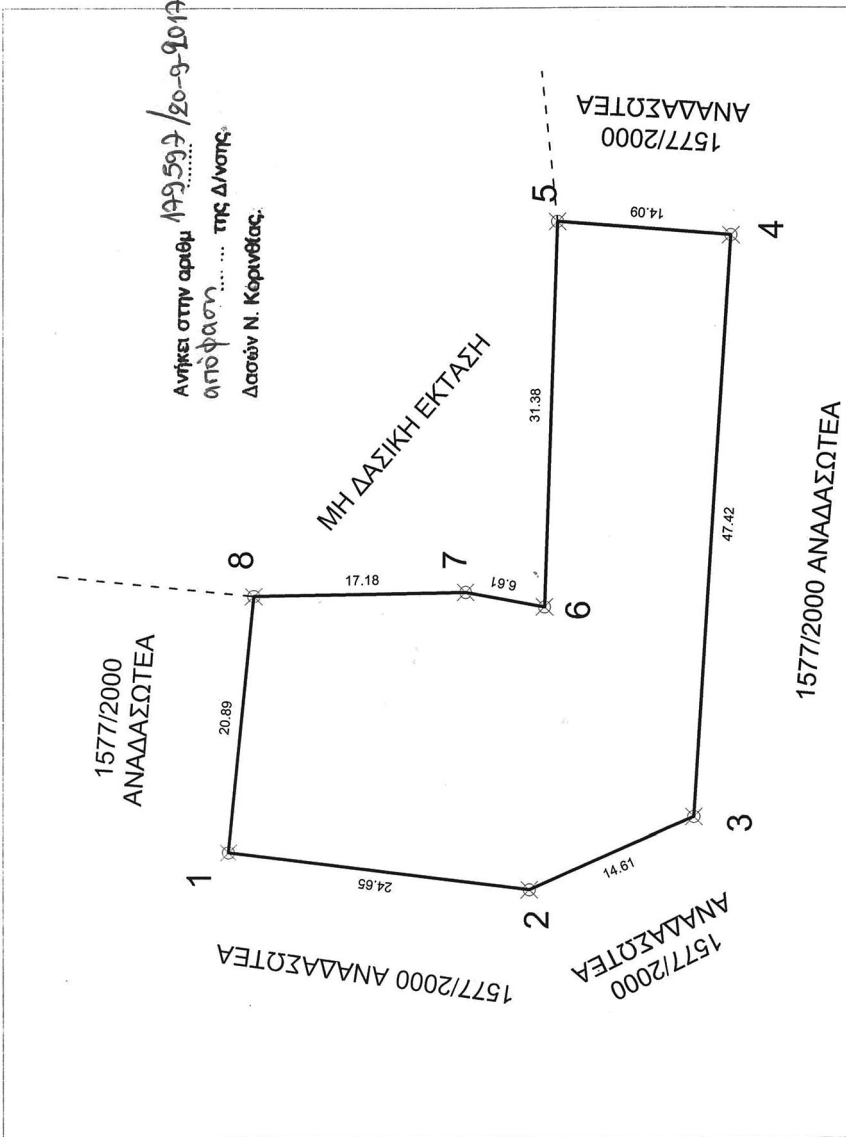 Ανήκει στην αριθμ 179597/20-9-2017
απόφαση ........ της Δ/νσης
Δασών Ν. Κορινθίας.
1577/2000
ΑΝΑΔΑΣΩΤΕΑ
8
20.89
1
17.18
ΜΗ ΔΑΣΙΚΗ ΕΚΤΑΣΗ
7
6.61
6
31.38
5
1577/2000
ΑΝΑΔΑΣΩΤΕΑ
14.09
4
24.65
1577/2000 ΑΝΑΔΑΣΩΤΕΑ
2
14.61
1577/2000
ΑΝΑΔΑΣΩΤΕΑ
3
47.42
1577/2000 ΑΝΑΔΑΣΩΤΕΑ